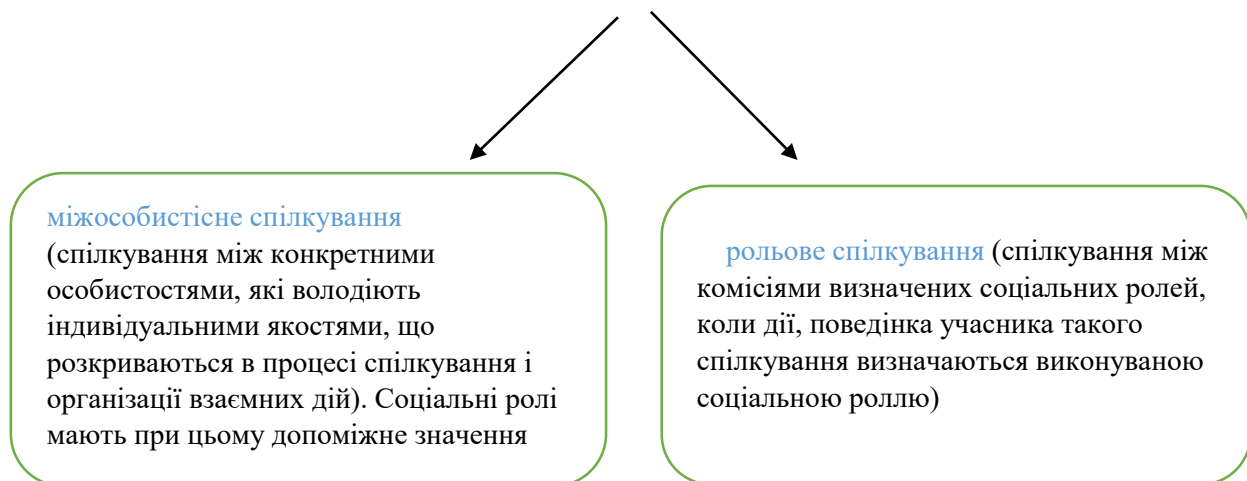 міжособистісне спілкування
(спілкування між конкретними
особистостями, які володіють
індивідуальними якостями, що
розкриваються в процесі спілкування і
організації взаємних дій). Соціальні ролі
мають при цьому допоміжне значення
рольове спілкування (спілкування між
комісіями визначених соціальних ролей,
коли дії, поведінка учасника такого
спілкування визначаються виконуваною
соціальною роллю)